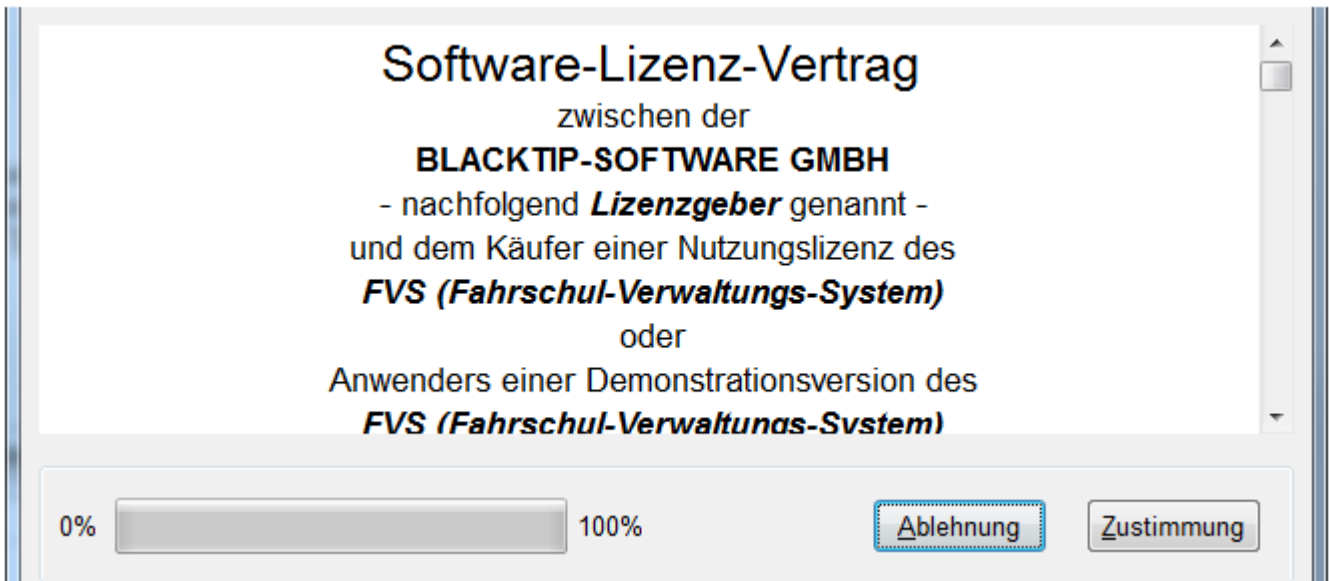 Software-Lizenz-Vertrag
zwischen der
BLACKTIP-SOFTWARE GMBH
- nachfolgend Lizenzgeber genannt -
und dem Käufer einer Nutzungslizenz des
FVS (Fahrschul-Verwaltungs-System)
oder
Anwenders einer Demonstrationsversion des
FVS (Fahrschul-Verwaltungs-System)
0% 100% Ablehnung Zustimmung